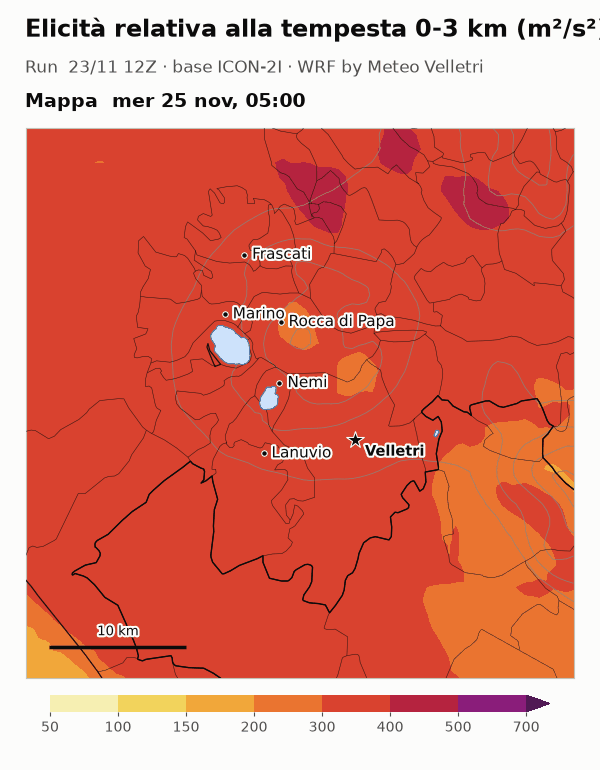 Elicità relativa alla tempesta 0-3 km (m²/s²)
Run 23/11 12Z · base ICON-2I · WRF by Meteo Velletri
Mappa mer 25 nov, 05:00
Frascati
Marino
Rocca di Papa
Nemi
Velletri
Lanuvio
10 km
50 100 150 200 300 400 500 700